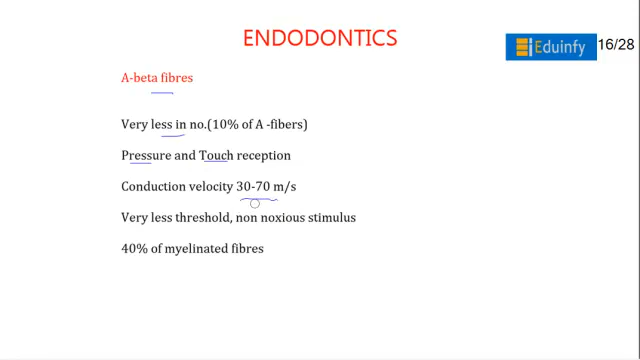 ENDODONTICS
Eduinfy
16/28
A-beta fibres
Very less in no.(10% of A -fibers)
Pressure and Touch reception
Conduction velocity 30-70 m/s
Very less threshold, non noxious stimulus
40% of myelinated fibres